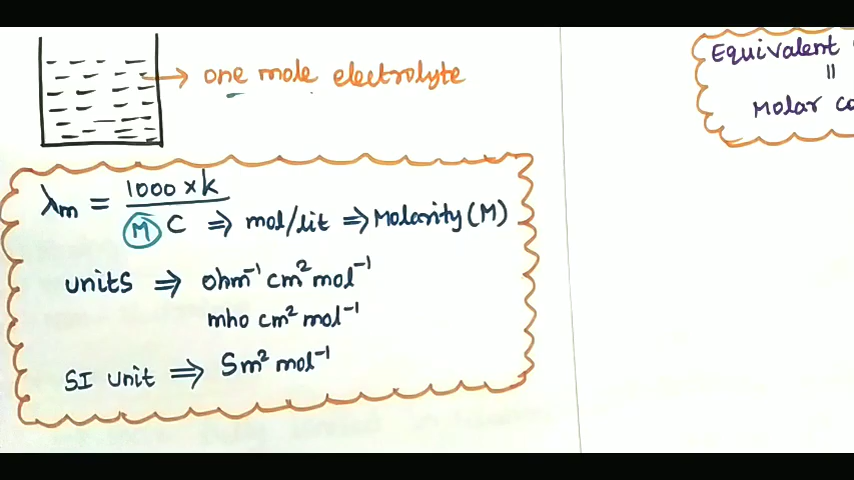 one mole electrolyte
λm = 1000 × k
M C ⇒ mol/lit ⇒ Molarity (M)
units ⇒ ohm⁻¹ cm² mol⁻¹
mho cm² mol⁻¹
SI unit ⇒ Sm² mol⁻¹
Equivalent
||
Molar